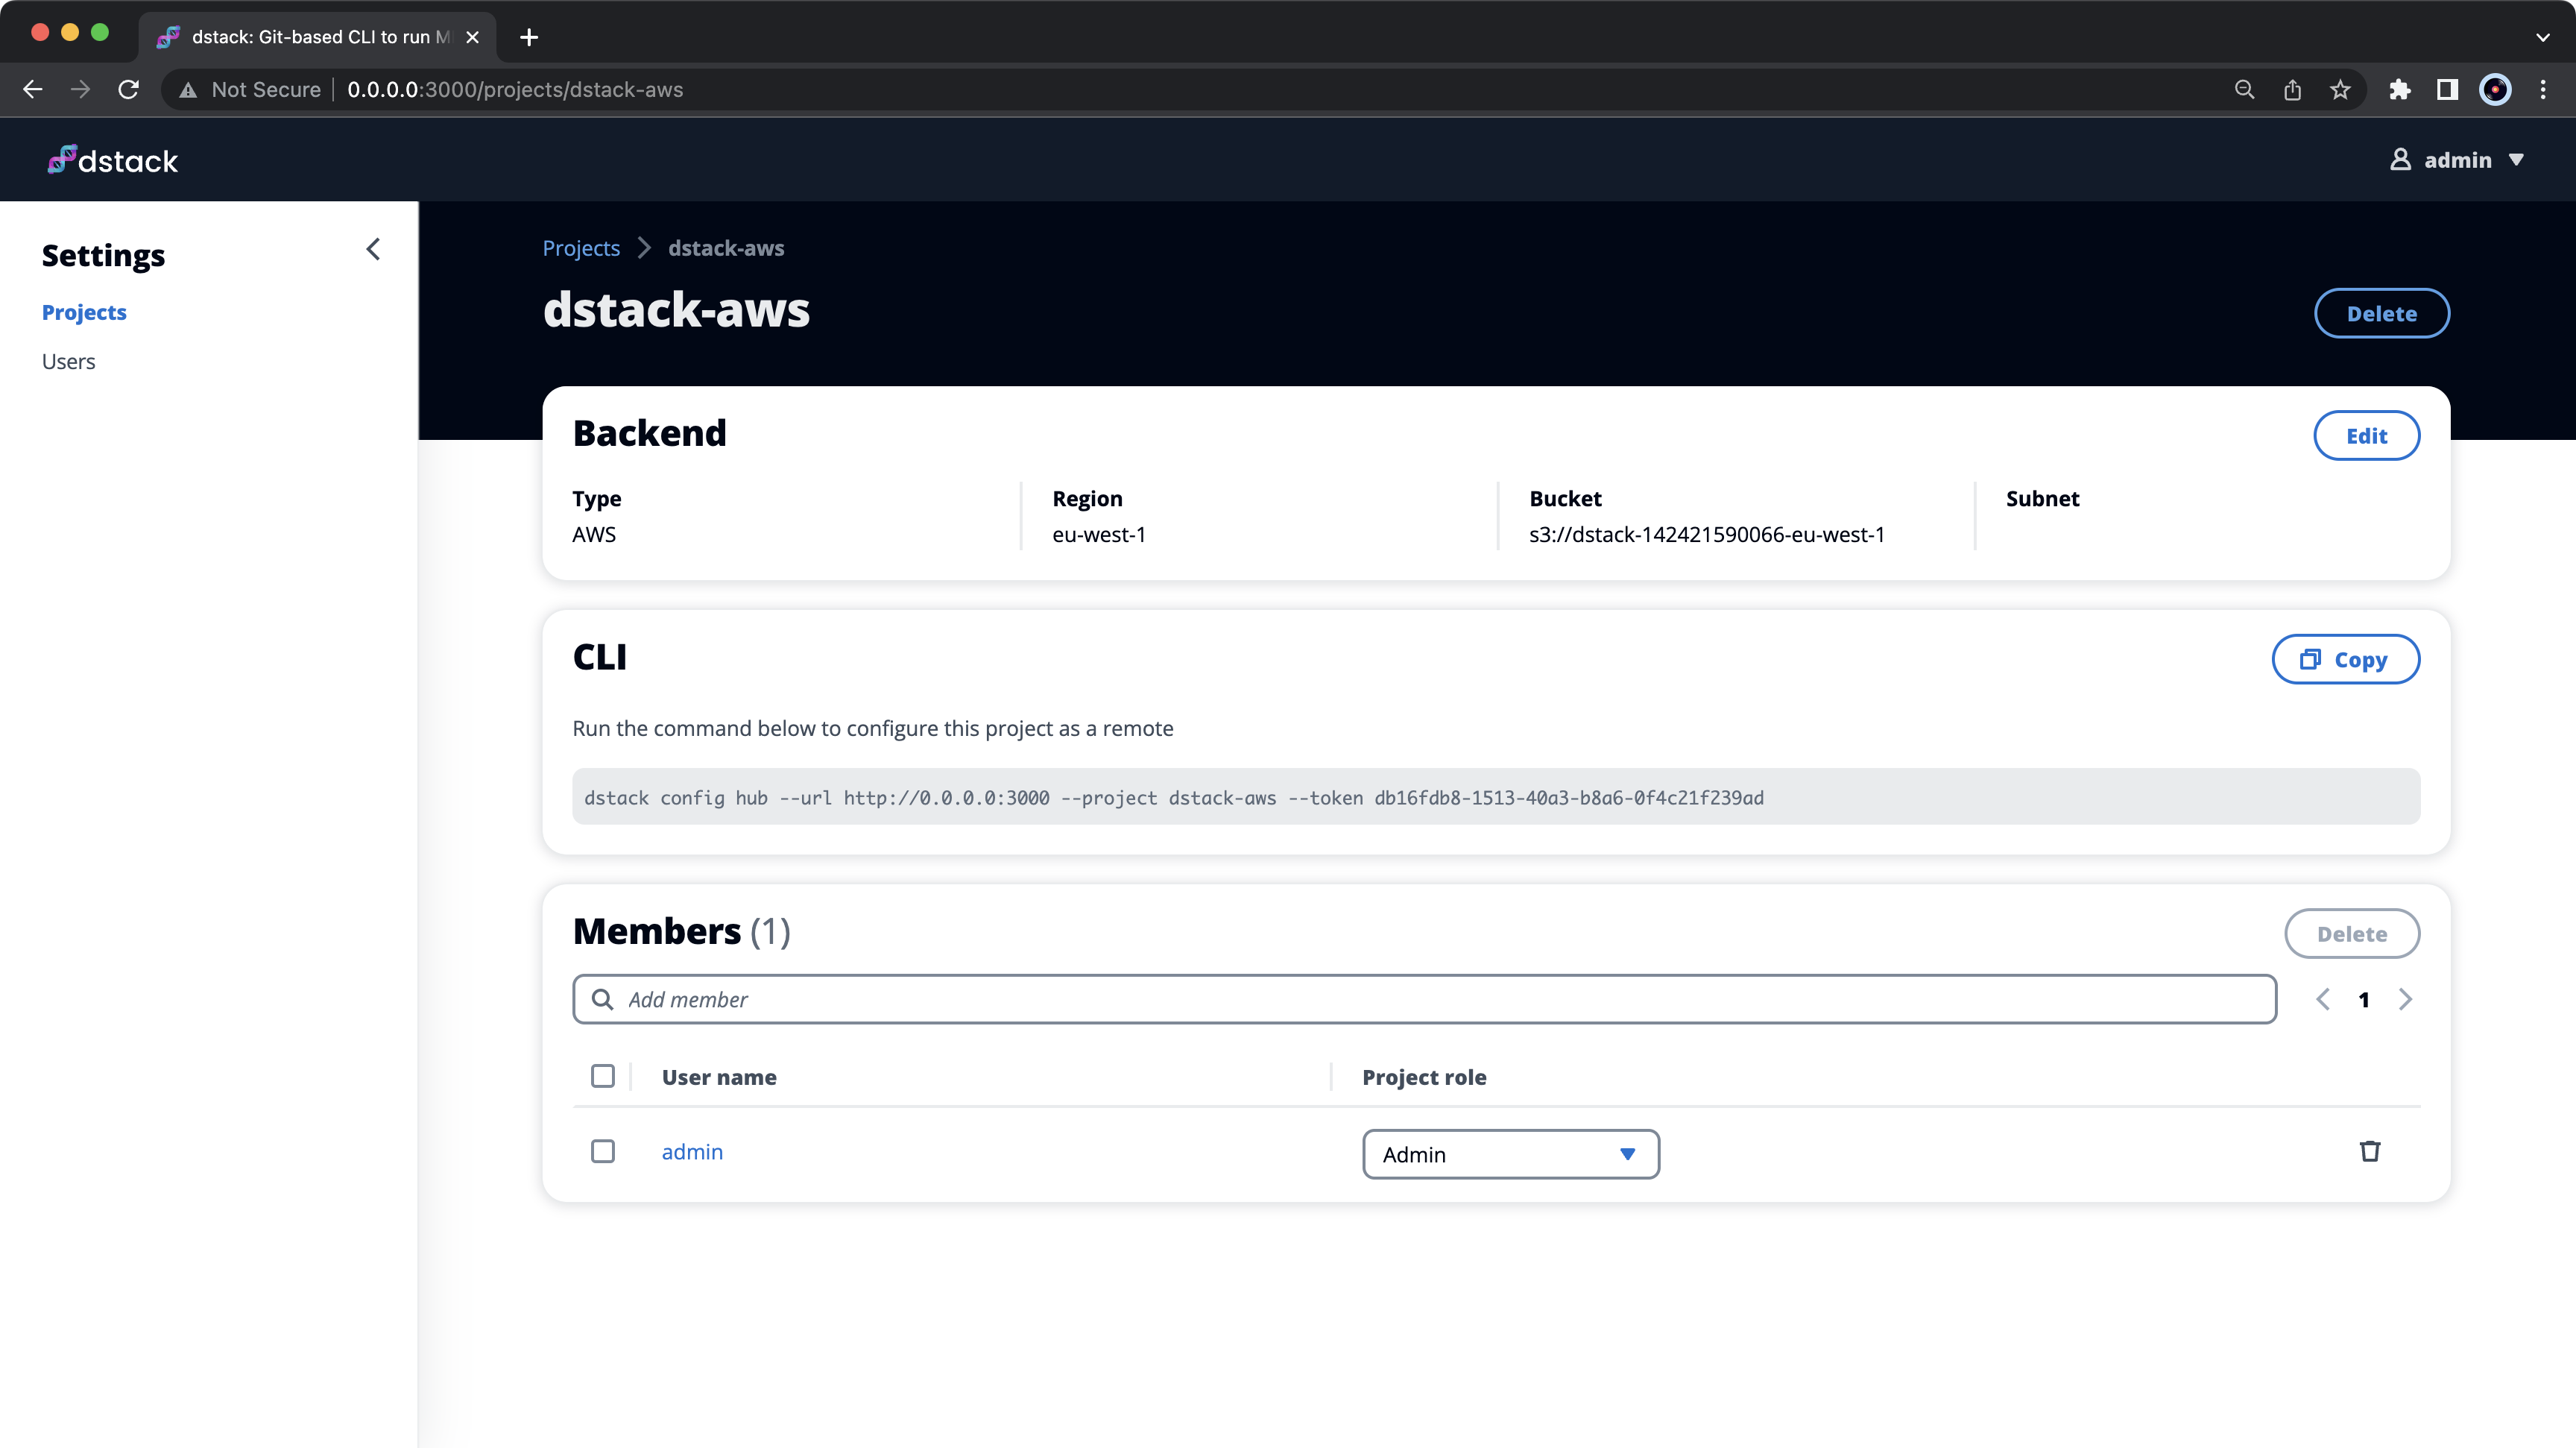 dstack: Git-based CLI to run M
Not Secure
0.0.0.0:3000/projects/dstack-aws
dstack
admin
Settings
Projects
Users
Projects
dstack-aws
dstack-aws
Delete
Backend
Edit
Type
AWS
Region
eu-west-1
Bucket
s3://dstack-142421590066-eu-west-1
Subnet
CLI
Copy
Run the command below to configure this project as a remote
dstack config hub --url http://0.0.0.0:3000 --project dstack-aws --token db16fdb8-1513-40a3-b8a6-0f4c21f239ad
Members (1)
Delete
Add member
1
User name
Project role
admin
Admin